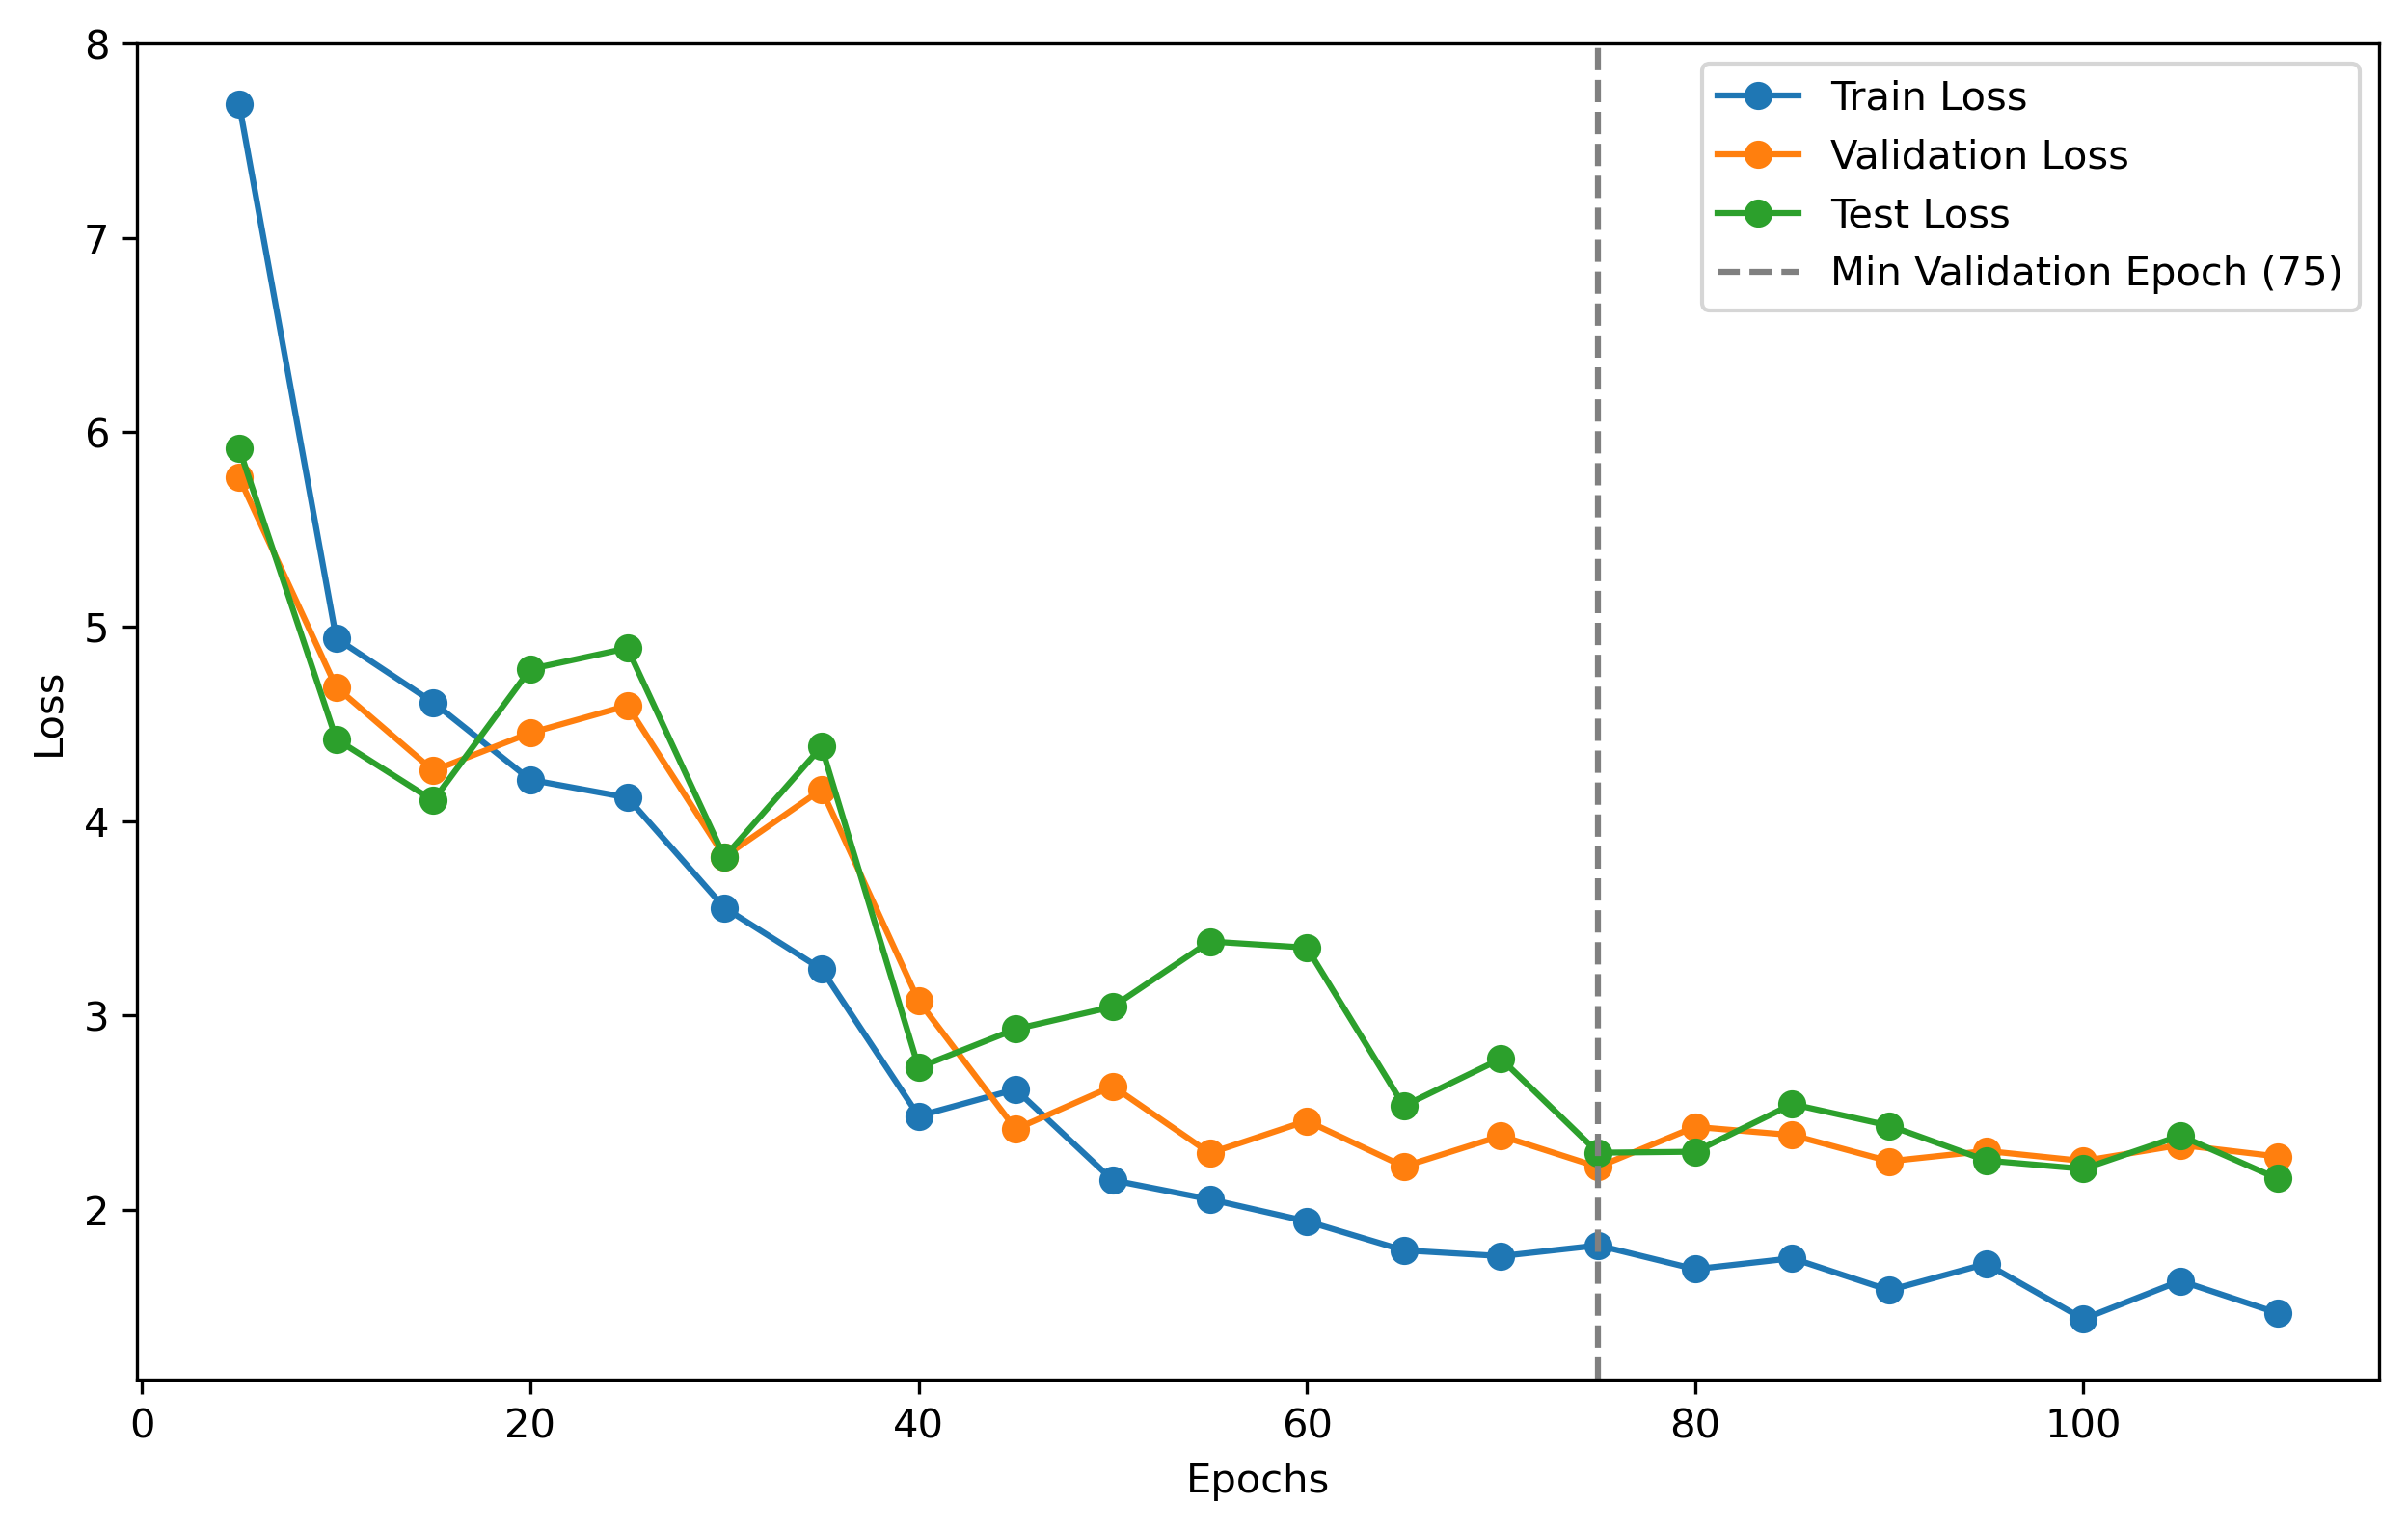 8
7
6
5
4
3
2
Loss
0 20 40 60 80 100
Epochs
Train Loss
Validation Loss
Test Loss
Min Validation Epoch (75)